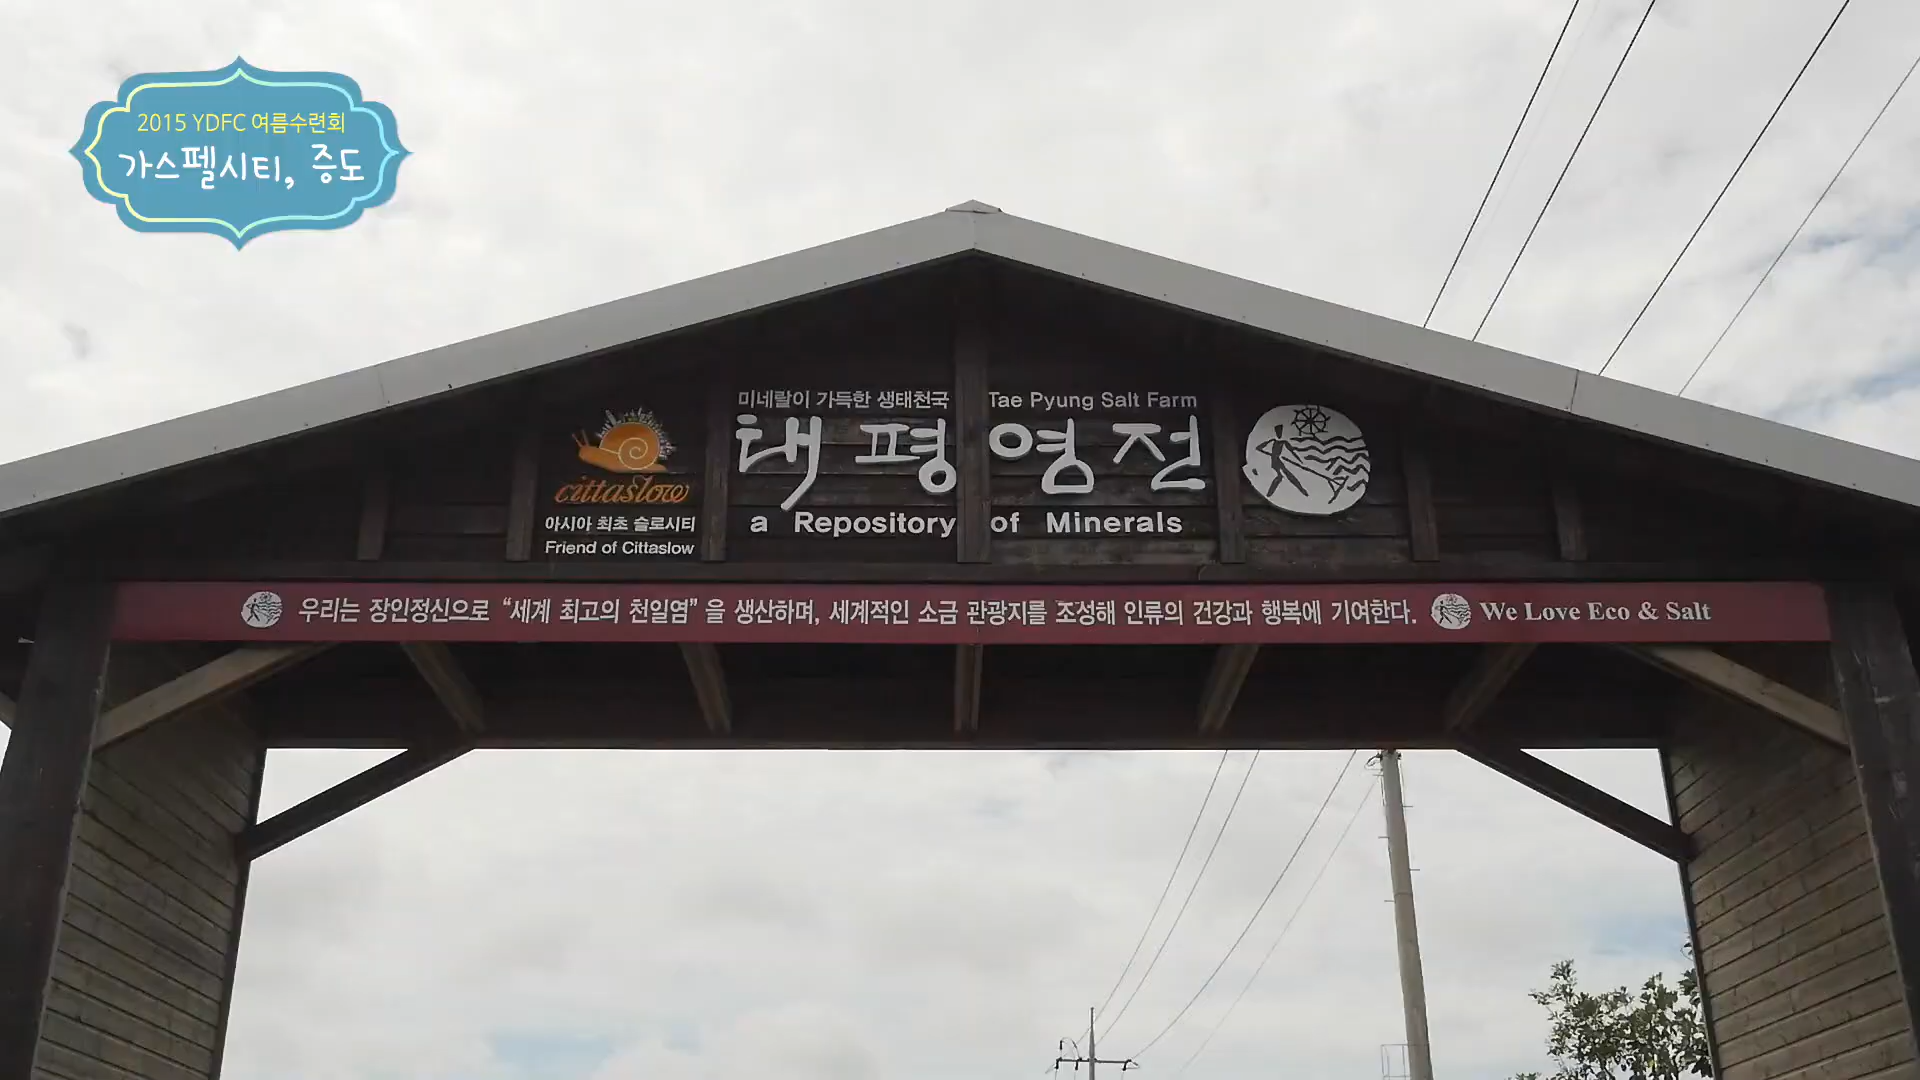 2015 YDFC 여름수련회
가스펠시티, 증도
미네랄이 가득한 생태천국 Tae Pyung Salt Farm
태평염전
a Repository of Minerals
cittaslow
아시아 최초 슬로시티
Friend of Cittaslow
우리는 장인정신으로 “세계 최고의 천일염” 을 생산하며, 세계적인 소금 관광지를 조성해 인류의 건강과 행복에 기여한다. We Love Eco & Salt